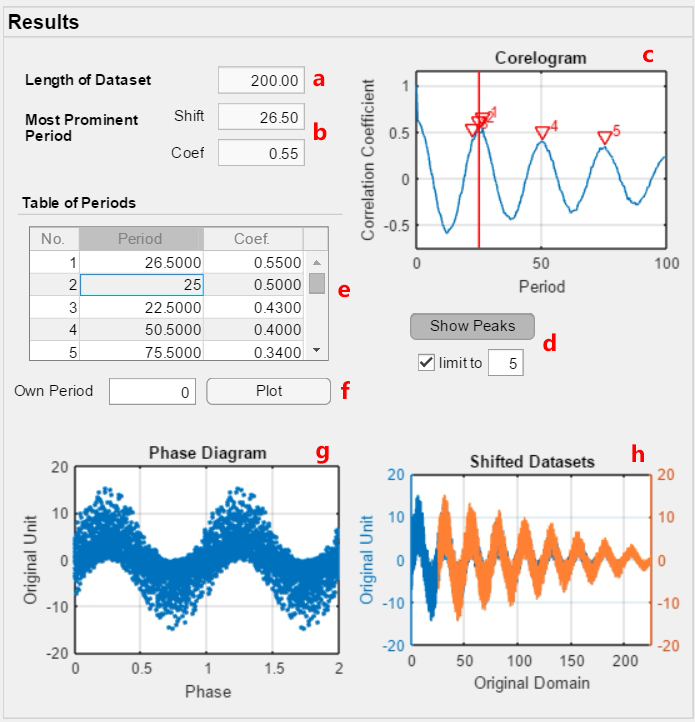 Results
Length of Dataset 200.00 a
Most Prominent Period
Shift 26.50
Coef 0.55
b
Corelogram c
Correlation Coefficient
1
0.5
0
-0.5
1
2
3
4
5
0 50 100
Period
Show Peaks
limit to 5
d
Table of Periods
No. Period Coef.
1 26.5000 0.5500
2 25 0.5000
3 22.5000 0.4300
4 50.5000 0.4000
5 75.5000 0.3400
e
Own Period 0 Plot f
Phase Diagram g
Original Unit
20
10
0
-10
-20
0 0.5 1 1.5 2
Phase
Shifted Datasets h
Original Unit
20
10
0
-10
-20
20
10
0
-10
-20
Original Unit
0 50 100 150 200
Original Domain